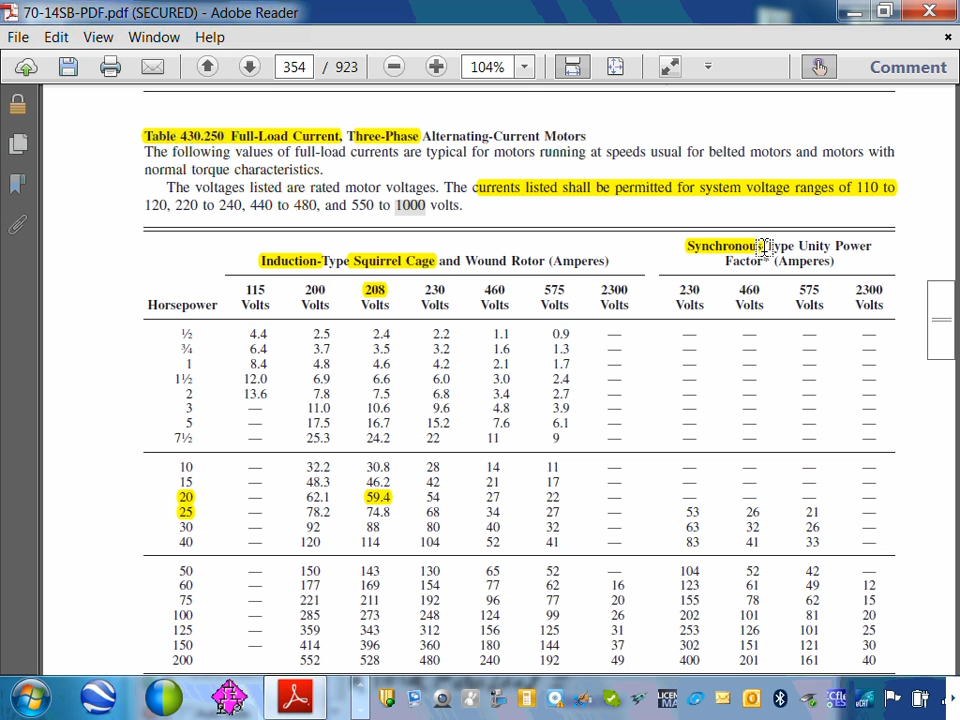 70-14SB-PDF.pdf (SECURED) - Adobe Reader
File Edit View Window Help
354 / 923 104% Comment
Table 430.250 Full-Load Current, Three-Phase Alternating-Current Motors
The following values of full-load currents are typical for motors running at speeds usual for belted motors and motors with
normal torque characteristics.
The voltages listed are rated motor voltages. The currents listed shall be permitted for system voltage ranges of 110 to
120, 220 to 240, 440 to 480, and 550 to 1000 volts.
Induction-Type Squirrel Cage and Wound Rotor (Amperes)
Synchronous-Type Unity Power
Factor* (Amperes)
Horsepower 115 Volts 200 Volts 208 Volts 230 Volts 460 Volts 575 Volts 2300 Volts 230 Volts 460 Volts 575 Volts 2300 Volts
½ 4.4 2.5 2.4 2.2 1.1 0.9 — — — — —
¾ 6.4 3.7 3.5 3.2 1.6 1.3 — — — — —
1 8.4 4.8 4.6 4.2 2.1 1.7 — — — — —
1½ 12.0 6.9 6.6 6.0 3.0 2.4 — — — — —
2 13.6 7.8 7.5 6.8 3.4 2.7 — — — — —
3 — 11.0 10.6 9.6 4.8 3.9 — — — — —
5 — 17.5 16.7 15.2 7.6 6.1 — — — — —
7½ — 25.3 24.2 22 11 9 — — — — —
10 — 32.2 30.8 28 14 11 — — — — —
15 — 48.3 46.2 42 21 17 — — — — —
20 — 62.1 59.4 54 27 22 — — — — —
25 — 78.2 74.8 68 34 27 — 53 26 21 —
30 — 92 88 80 40 32 — 63 32 26 —
40 — 120 114 104 52 41 — 83 41 33 —
50 — 150 143 130 65 52 — 104 52 42 —
60 — 177 169 154 77 62 16 123 61 49 12
75 — 221 211 192 96 77 20 155 78 62 15
100 — 285 273 248 124 99 26 202 101 81 20
125 — 359 343 312 156 125 31 253 126 101 25
150 — 414 396 360 180 144 37 302 151 121 30
200 552 528 480 240 192 49 400 201 161 40